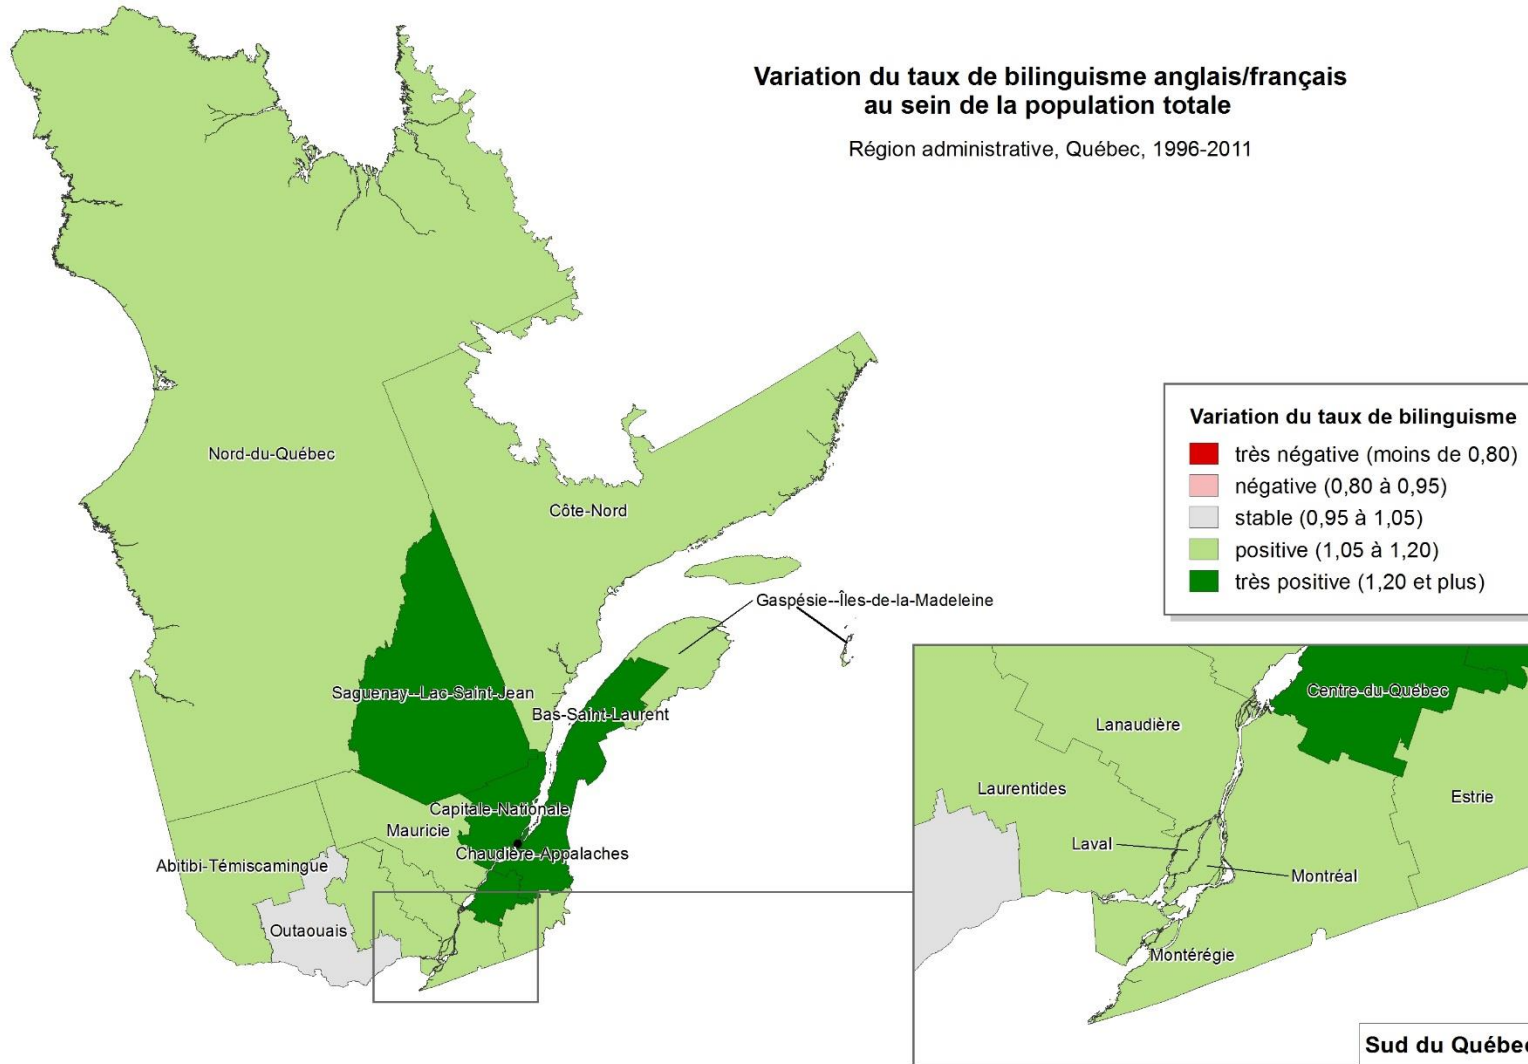 Variation du taux de bilinguisme anglais/français
au sein de la population totale
Région administrative, Québec, 1996-2011
Nord-du-Québec
Côte-Nord
Variation du taux de bilinguisme
très négative (moins de 0,80)
négative (0,80 à 0,95)
stable (0,95 à 1,05)
positive (1,05 à 1,20)
très positive (1,20 et plus)
Gaspésie--Îles-de-la-Madeleine
Saguenay--Lac-Saint-Jean
Bas-Saint-Laurent
Capitale-Nationale
Mauricie
Chaudière-Appalaches
Abitibi-Témiscamingue
Outaouais
Centre-du-Québec
Lanaudière
Laurentides
Estrie
Laval
Montréal
Montérégie
Sud du Québec